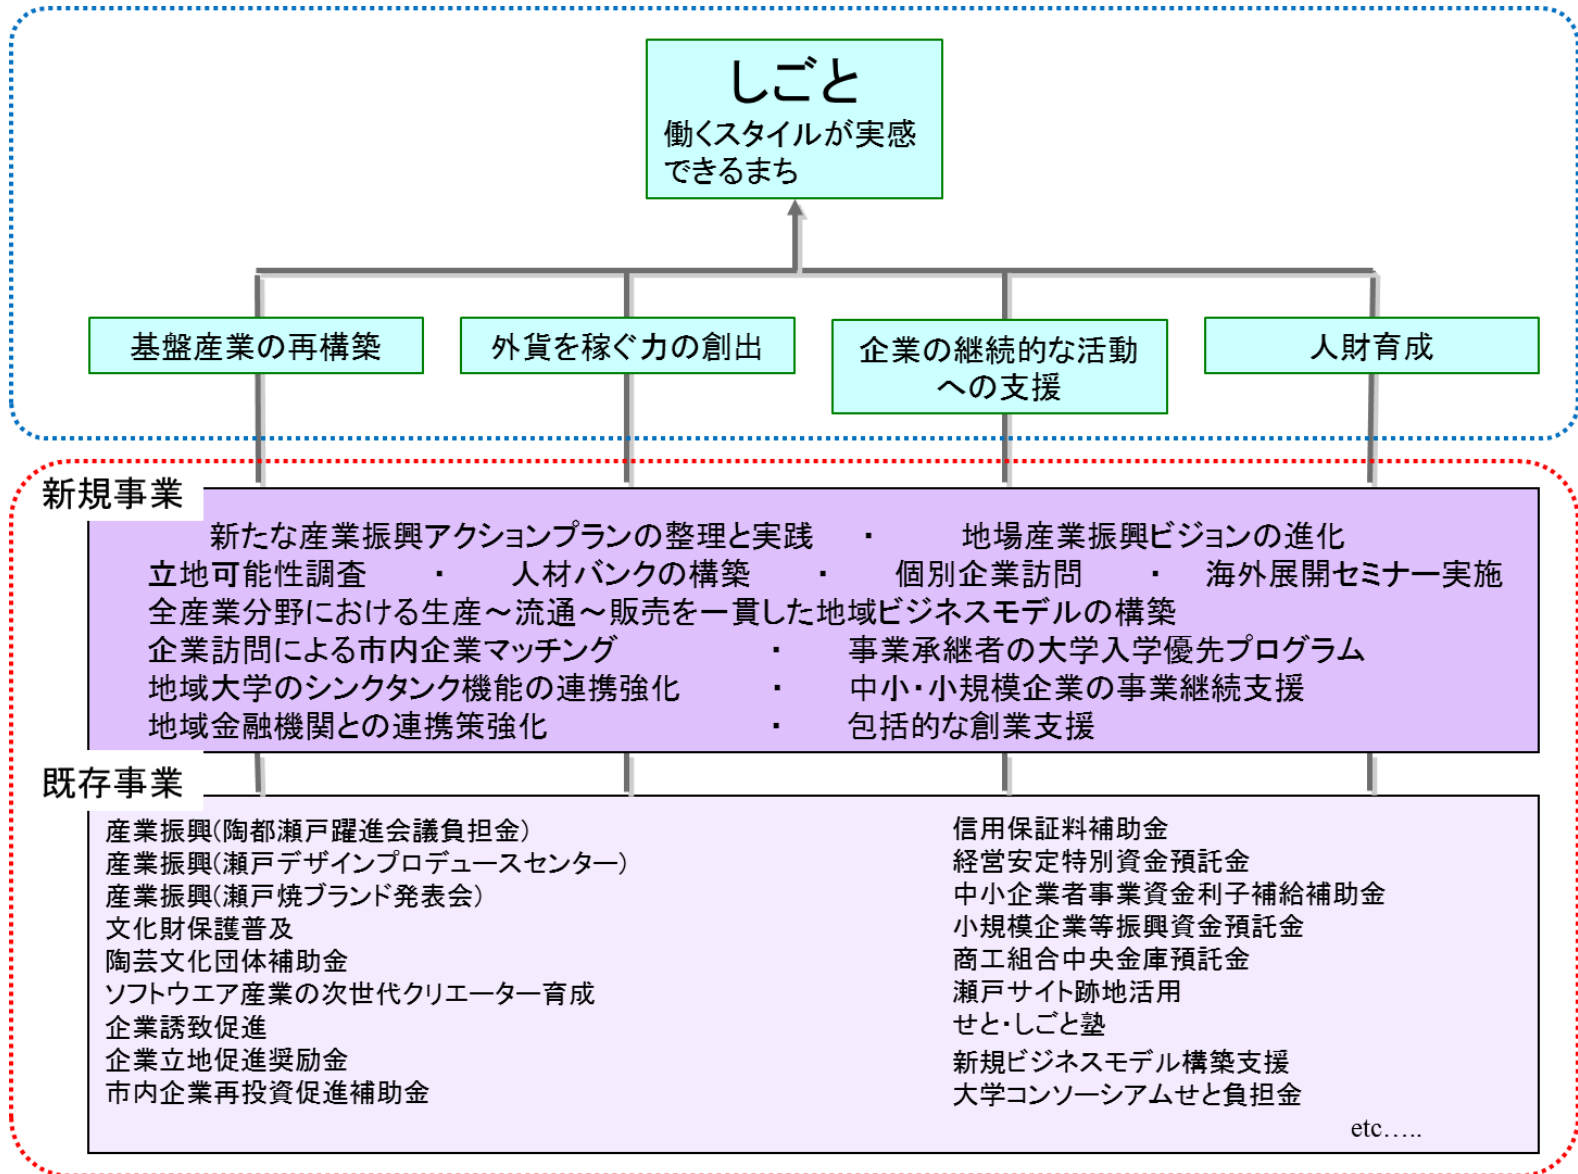 しごと
働くスタイルが実感
できるまち
基盤産業の再構築
外貨を稼ぐ力の創出
企業の継続的な活動
への支援
人財育成
新規事業
新たな産業振興アクションプランの整理と実践 ・ 地場産業振興ビジョンの進化
立地可能性調査 ・ 人材バンクの構築 ・ 個別企業訪問 ・ 海外展開セミナー実施
全産業分野における生産～流通～販売を一貫した地域ビジネスモデルの構築
企業訪問による市内企業マッチング ・ 事業承継者の大学入学優先プログラム
地域大学のシンクタンク機能の連携強化 ・ 中小・小規模企業の事業継続支援
地域金融機関との連携策強化 ・ 包括的な創業支援
既存事業
産業振興(陶都瀬戸躍進会議負担金)
産業振興(瀬戸デザインプロデュースセンター)
産業振興(瀬戸焼ブランド発表会)
文化財保護普及
陶芸文化団体補助金
ソフトウエア産業の次世代クリエーター育成
企業誘致促進
企業立地促進奨励金
市内企業再投資促進補助金
信用保証料補助金
経営安定特別資金預託金
中小企業者事業資金利子補給補助金
小規模企業等振興資金預託金
商工組合中央金庫預託金
瀬戸サイト跡地活用
せと・しごと塾
新規ビジネスモデル構築支援
大学コンソーシアムせと負担金
etc…..